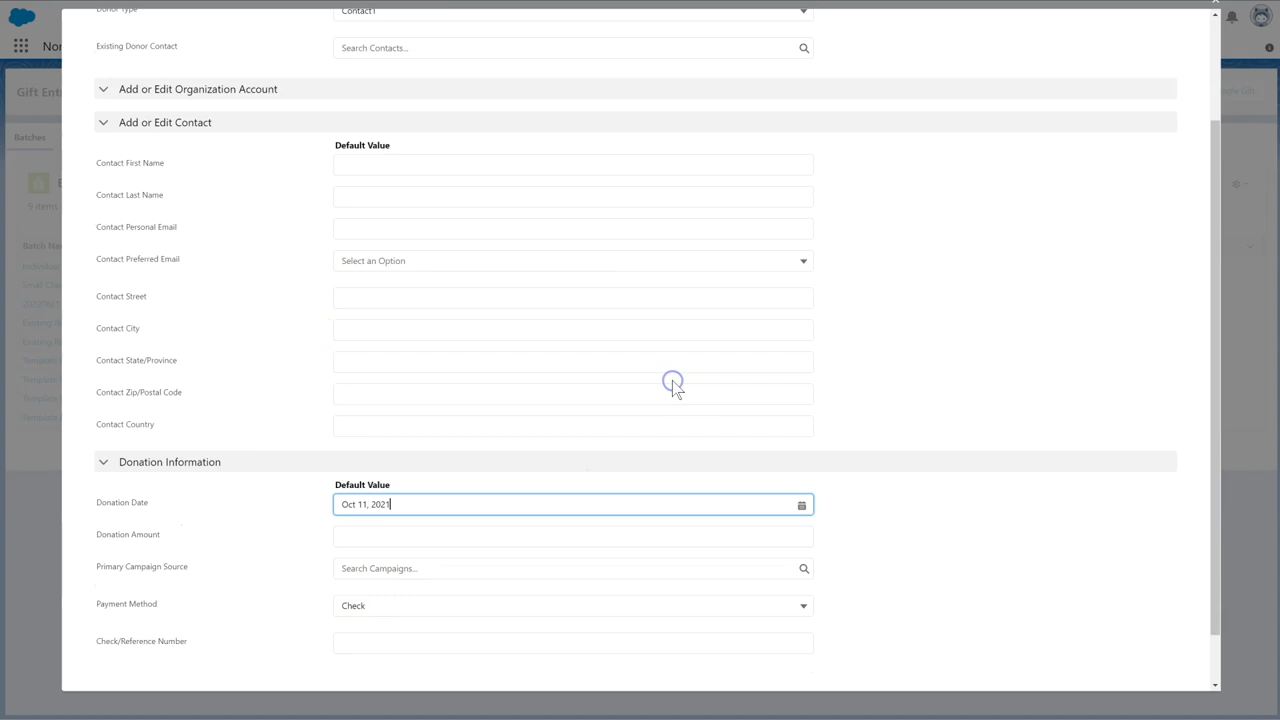 Donor Type
Contact1
Existing Donor Contact
Search Contacts...
Add or Edit Organization Account
Add or Edit Contact
Default Value
Contact First Name
Contact Last Name
Contact Personal Email
Contact Preferred Email
Select an Option
Contact Street
Contact City
Contact State/Province
Contact Zip/Postal Code
Contact Country
Donation Information
Default Value
Donation Date
Oct 11, 2021
Donation Amount
Primary Campaign Source
Search Campaigns...
Payment Method
Check
Check/Reference Number
Gift Entr
Batches
9 items
Batch Na